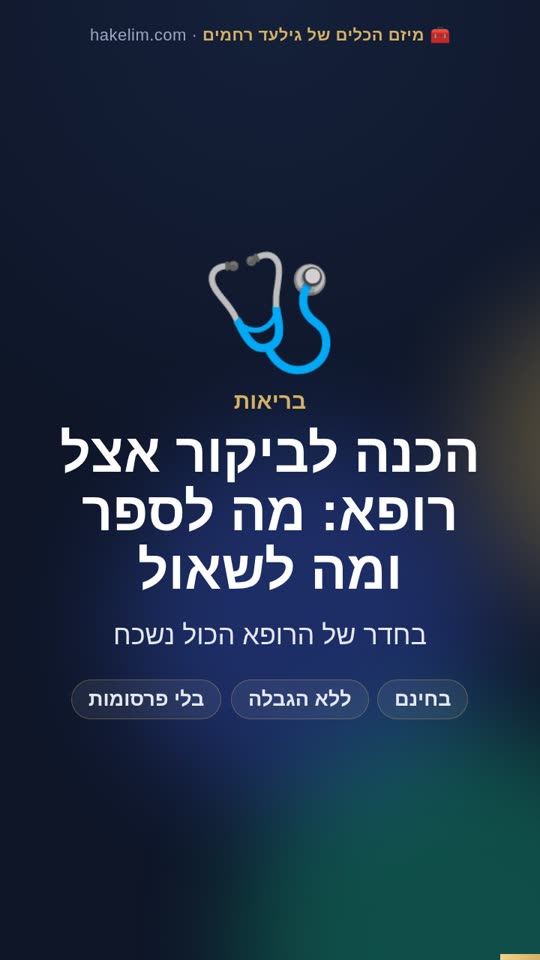 🧰 מיזם הכלים של גילעד רחמים · hakelim.com
בריאות
הכנה לביקור אצל
רופא: מה לספר
ומה לשאול
בחדר של הרופא הכול נשכח
בחינם
ללא הגבלה
בלי פרסומות